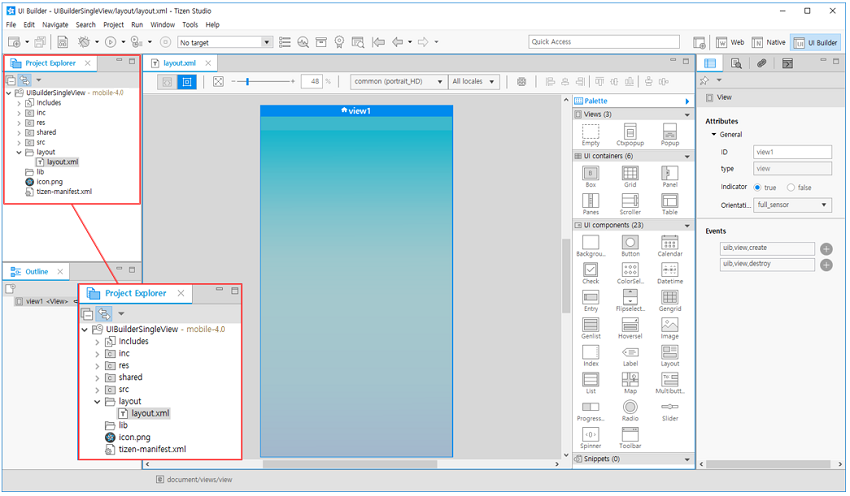 UI Builder - UIBuilderSingleView/layout/layout.xml - Tizen Studio
File Edit Navigate Search Project Run Window Tools Help
No target
Quick Access
Web
Native
UI Builder
Project Explorer
UIBuilderSingleView - mobile-4.0
Includes
inc
res
shared
src
layout
layout.xml
lib
icon.png
tizen-manifest.xml
Outline
view1 <View>
Project Explorer
UIBuilderSingleView - mobile-4.0
Includes
inc
res
shared
src
layout
layout.xml
lib
icon.png
tizen-manifest.xml
layout.xml
48 %
common (portrait_HD)
All locales
view1
document/views/view
Palette
Views (3)
Empty Ctxpopup Popup
UI containers (6)
Box Grid Panel
Panes Scroller Table
UI components (23)
Backgrou.. Button Calendar
Check ColorSel.. Datetime
Entry Flipselect.. Gengrid
Genlist Hoversel Image
Index Label Layout
List Map Multibutt..
Progress.. Radio Slider
Spinner Toolbar
Snippets (0)
View
Attributes
General
ID view1
type view
Indicator true false
Orientati... full_sensor
Events
uib,view,create
uib,view,destroy